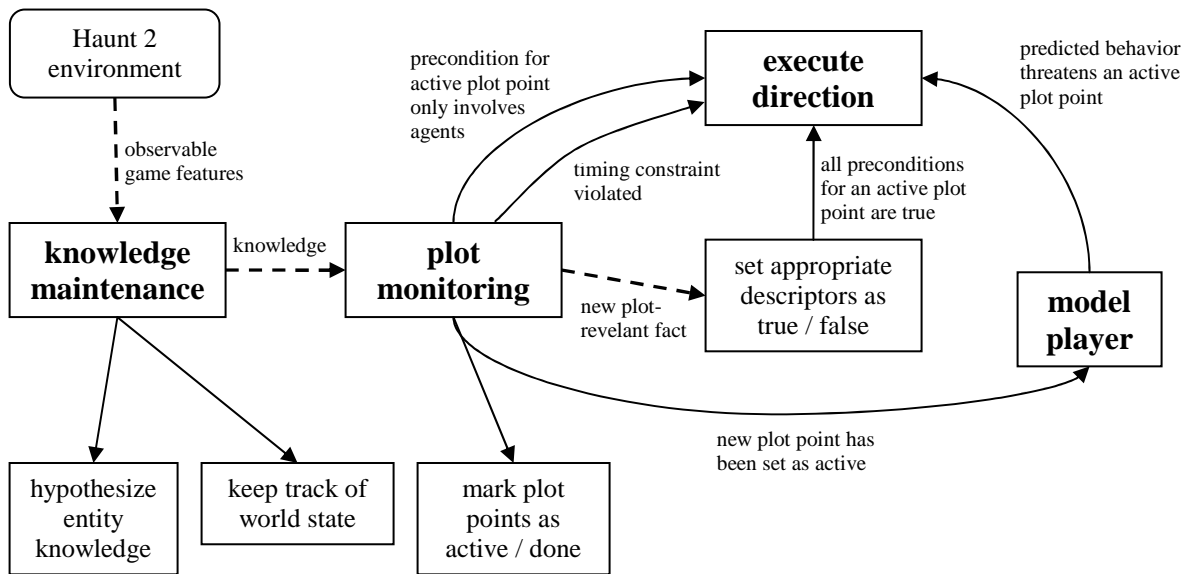 Haunt 2
environment
observable
game features
knowledge
maintenance
knowledge
hypothesize
entity
knowledge
keep track of
world state
plot
monitoring
precondition for
active plot point
only involves
agents
timing constraint
violated
new plot-
revelant fact
mark plot
points as
active / done
execute
direction
all preconditions
for an active plot
point are true
set appropriate
descriptors as
true / false
predicted behavior
threatens an active
plot point
model
player
new plot point has
been set as active